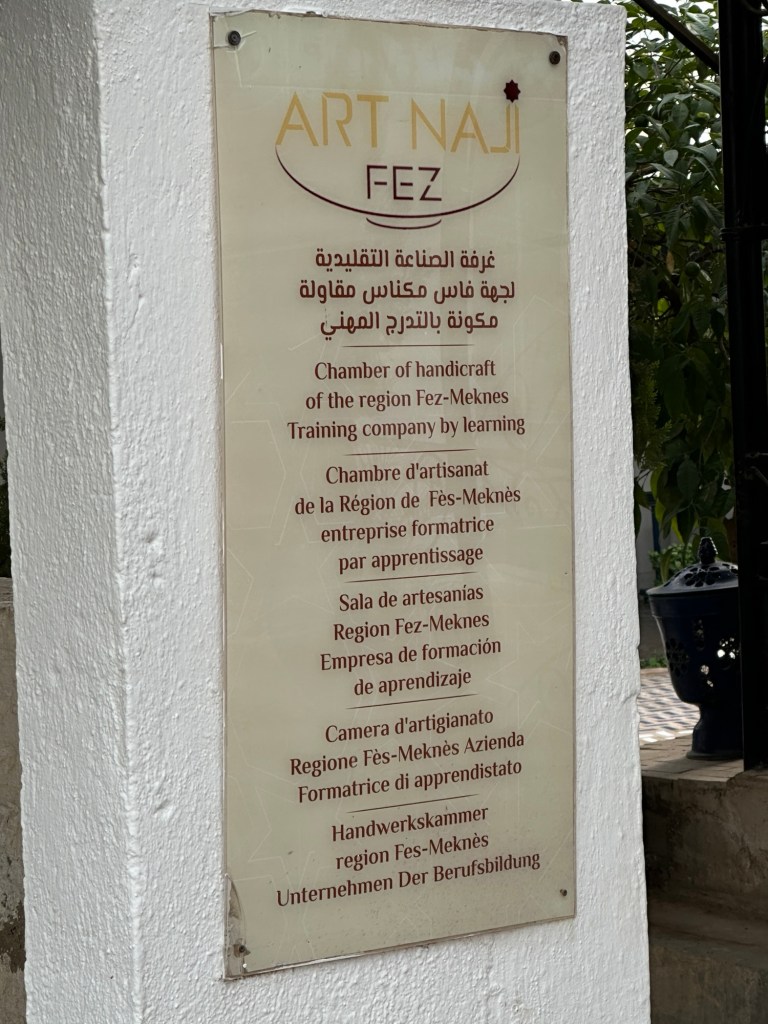 ART NAJI
FEZ
غرفة الصناعة التقليدية
لجهة فاس مكناس مقاولة
مكونة بالتدرج المهني
Chamber of handicraft
of the region Fez-Meknes
Training company by learning
Chambre d'artisanat
de la Région de Fès-Meknès
entreprise formatrice
par apprentissage
Sala de artesanías
Region Fez-Meknes
Empresa de formación
de aprendizaje
Camera d'artigianato
Regione Fès-Meknès Azienda
Formatrice di apprendistato
Handwerkskammer
region Fes-Meknès
Unternehmen Der Berufsbildung